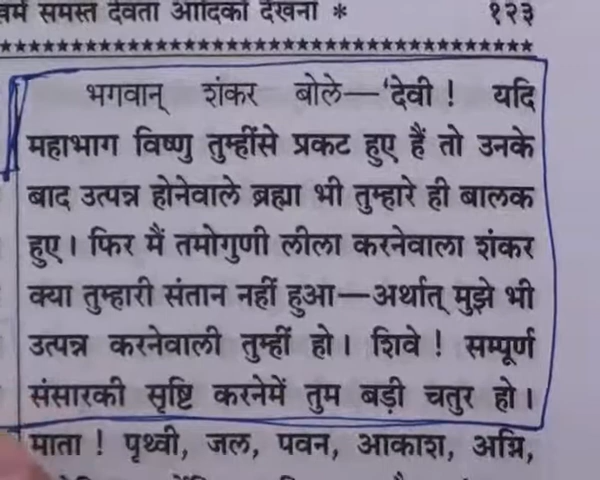 समस्त देवता आदिको देखना * १२३
भगवान् शंकर बोले—'देवी! यदि
महाभाग विष्णु तुम्हींसे प्रकट हुए हैं तो उनके
बाद उत्पन्न होनेवाले ब्रह्मा भी तुम्हारे ही बालक
हुए। फिर मैं तमोगुणी लीला करनेवाला शंकर
क्या तुम्हारी संतान नहीं हुआ—अर्थात् मुझे भी
उत्पन्न करनेवाली तुम्हीं हो। शिवे! सम्पूर्ण
संसारकी सृष्टि करनेमें तुम बड़ी चतुर हो।
माता! पृथ्वी, जल, पवन, आकाश, अग्नि,